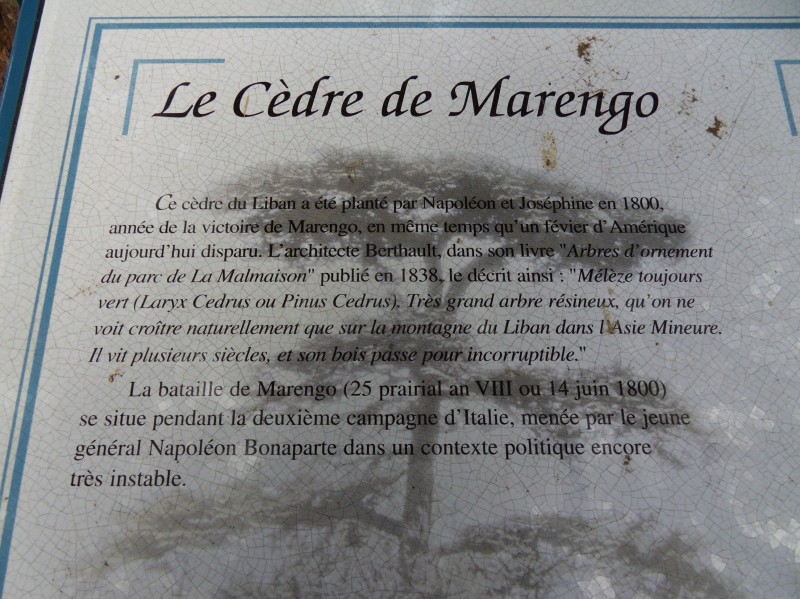 Le Cèdre de Marengo
Ce cèdre du Liban a été planté par Napoléon et Joséphine en 1800,
année de la victoire de Marengo, en même temps qu'un févier d'Amérique
aujourd'hui disparu. L'architecte Berthault, dans son livre "Arbres d'ornement
du parc de La Malmaison" publié en 1838, le décrit ainsi : "Mélèze toujours
vert (Laryx Cedrus ou Pinus Cedrus). Très grand arbre résineux, qu'on ne
voit croître naturellement que sur la montagne du Liban dans l'Asie Mineure.
Il vit plusieurs siècles, et son bois passe pour incorruptible."
La bataille de Marengo (25 prairial an VIII ou 14 juin 1800)
se situe pendant la deuxième campagne d'Italie, menée par le jeune
général Napoléon Bonaparte dans un contexte politique encore
très instable.